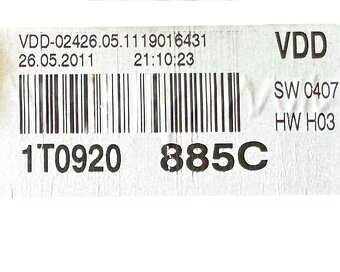 VDD-02426.05.1119016431
26.05.2011 21:10:23
VDD
SW 0407
HW H03
1T0920 885C